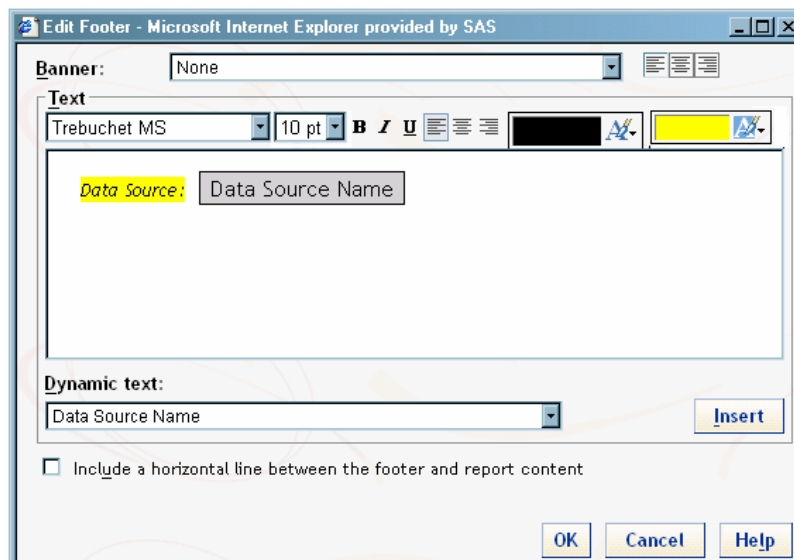 Edit Footer - Microsoft Internet Explorer provided by SAS
Banner: None
Text
Trebuchet MS 10 pt B I U
Data Source: Data Source Name
Dynamic text:
Data Source Name Insert
Include a horizontal line between the footer and report content
OK Cancel Help